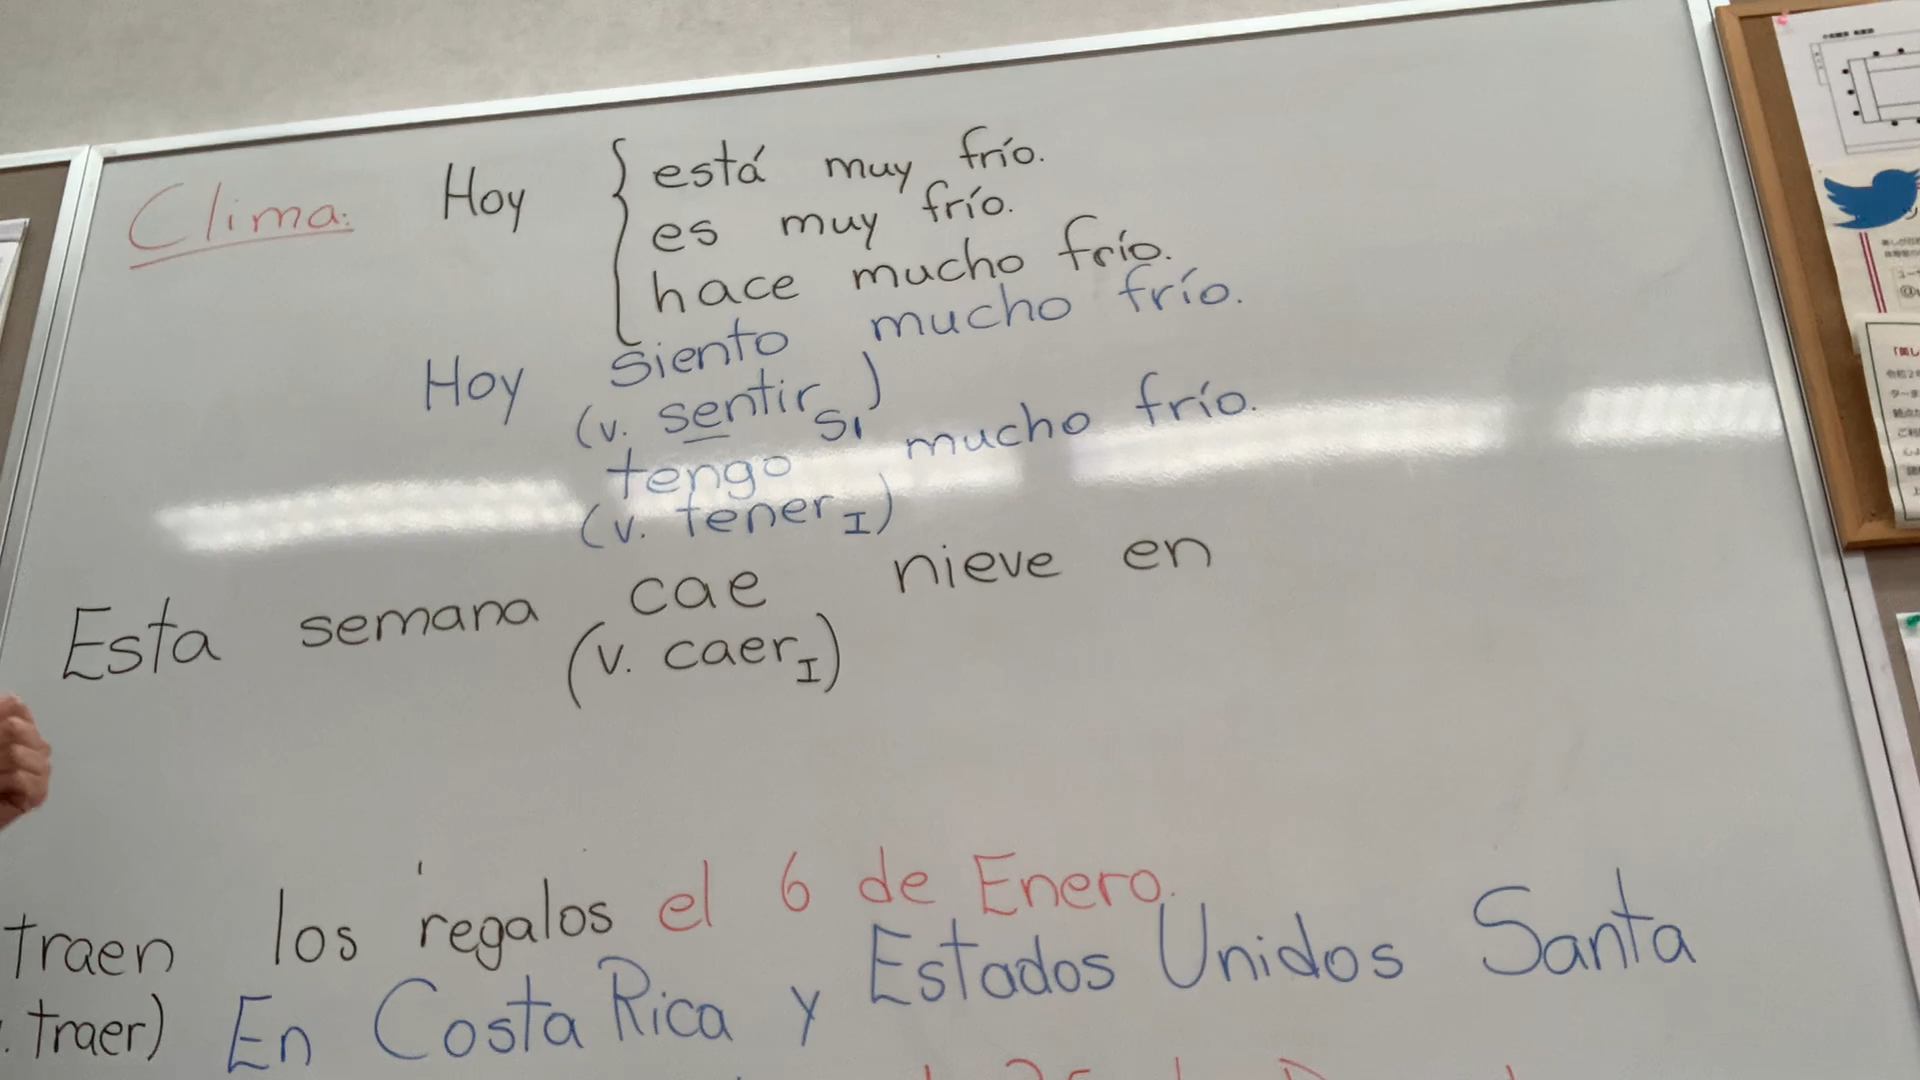 Clima: Hoy { está muy frío.
es muy frío.
hace mucho frío.
Hoy siento mucho frío.
(v. sentir SI)
tengo mucho frío.
(v. tener I)
Esta semana cae nieve en
(v. caer I)
traen los regalos el 6 de Enero.
traer) En Costa Rica y Estados Unidos Santa